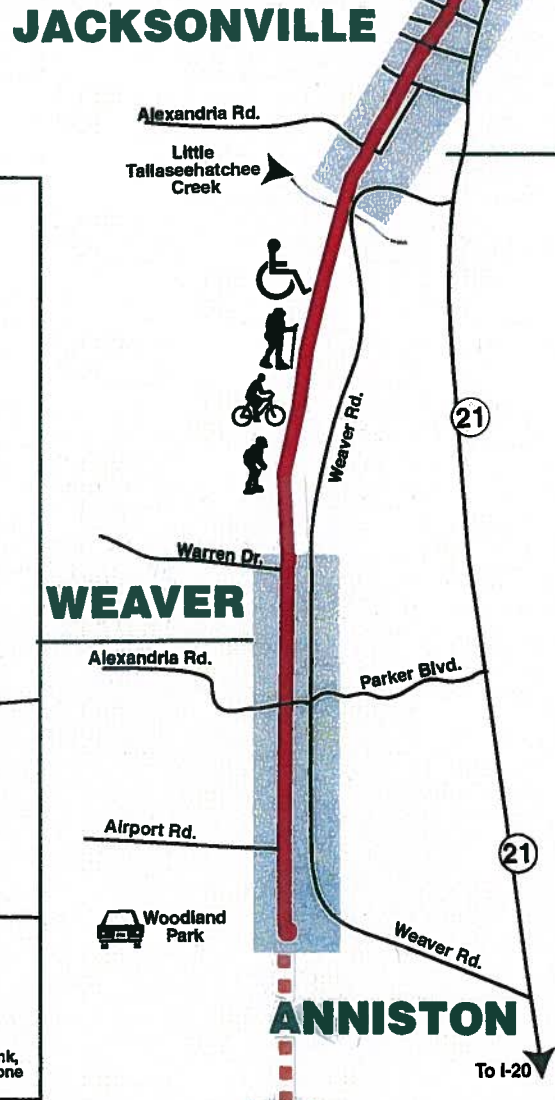 JACKSONVILLE
Alexandria Rd.
Little
Tallaseehatchee
Creek
21
Weaver Rd.
Warren Dr.
WEAVER
Alexandria Rd.
Parker Blvd.
Airport Rd.
21
Woodland
Park
Weaver Rd.
ANNISTON
To I-20